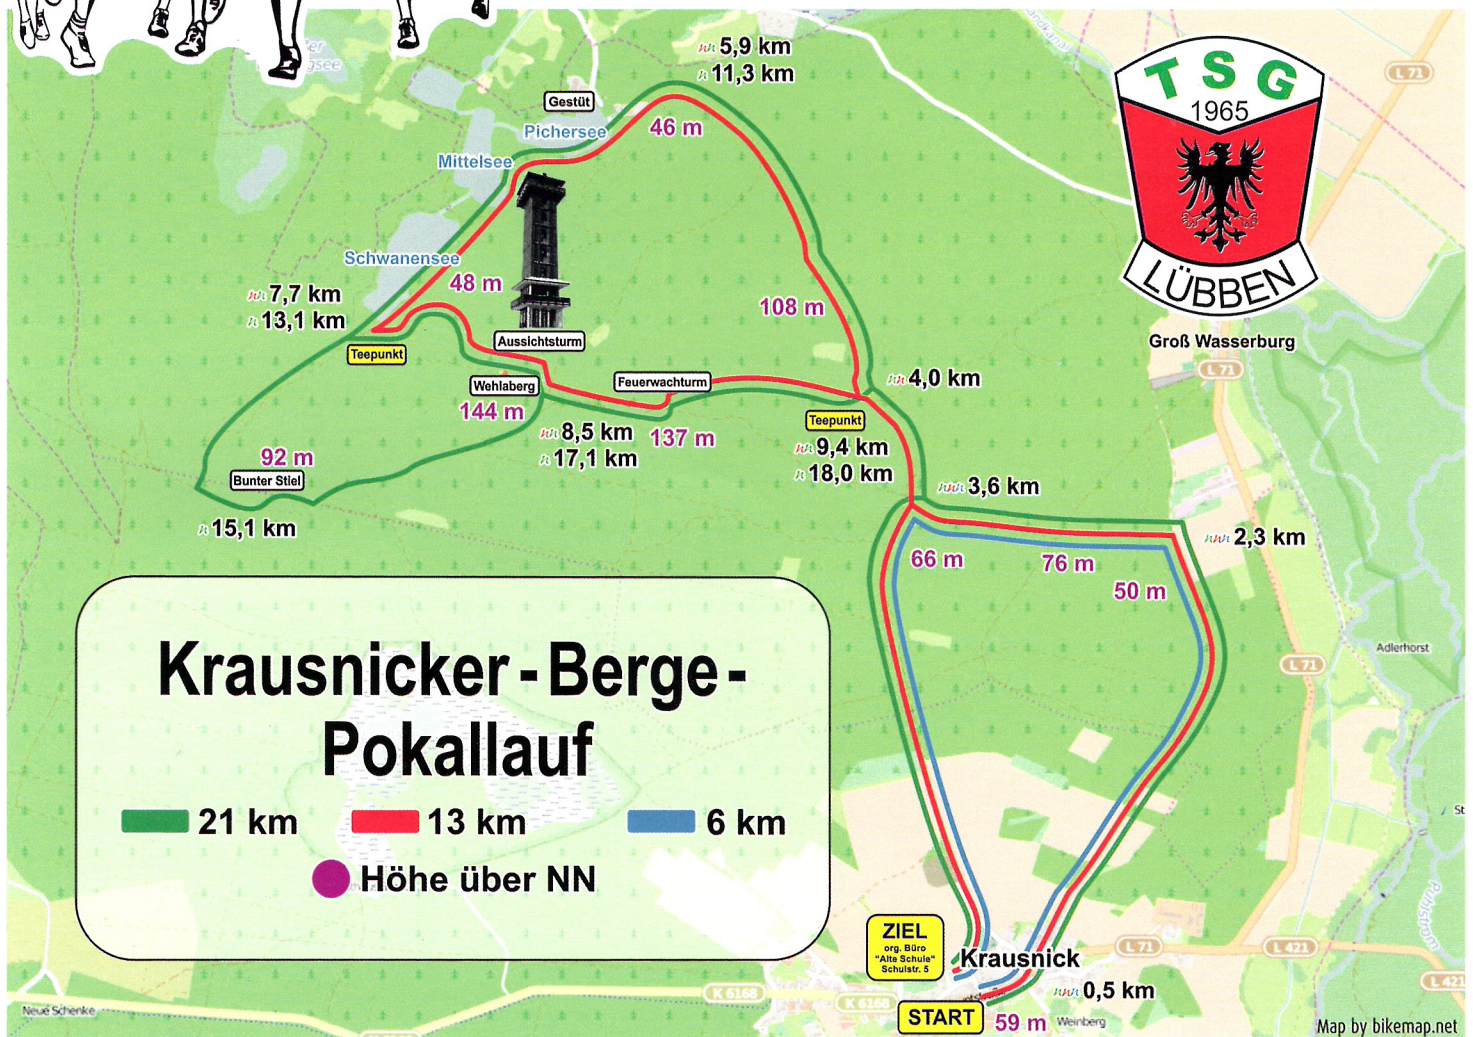 5,9 km
11,3 km
L 71
TSG
1965
LÜBBEN
Gestüt
Pichersee
46 m
Mittelsee
Schwanensee
48 m
7,7 km
13,1 km
108 m
Teepunkt
Aussichtsturm
Groß Wasserburg
L 71
Wehlaberg
Feuerwachturm
4,0 km
144 m
Teepunkt
8,5 km
137 m
17,1 km
9,4 km
18,0 km
92 m
Bunter Stiel
15,1 km
3,6 km
2,3 km
66 m
76 m
50 m
Adlerhorst
L 71
Krausnicker-Berge-
Pokallauf
21 km
13 km
6 km
Höhe über NN
ZIEL
org. Büro
"Alte Schule"
Schulstr. 5
Krausnick
L 71
L 421
L 421
0,5 km
K 6168
K 6168
START
59 m
Weinberg
Neue Schenke
Map by bikemap.net